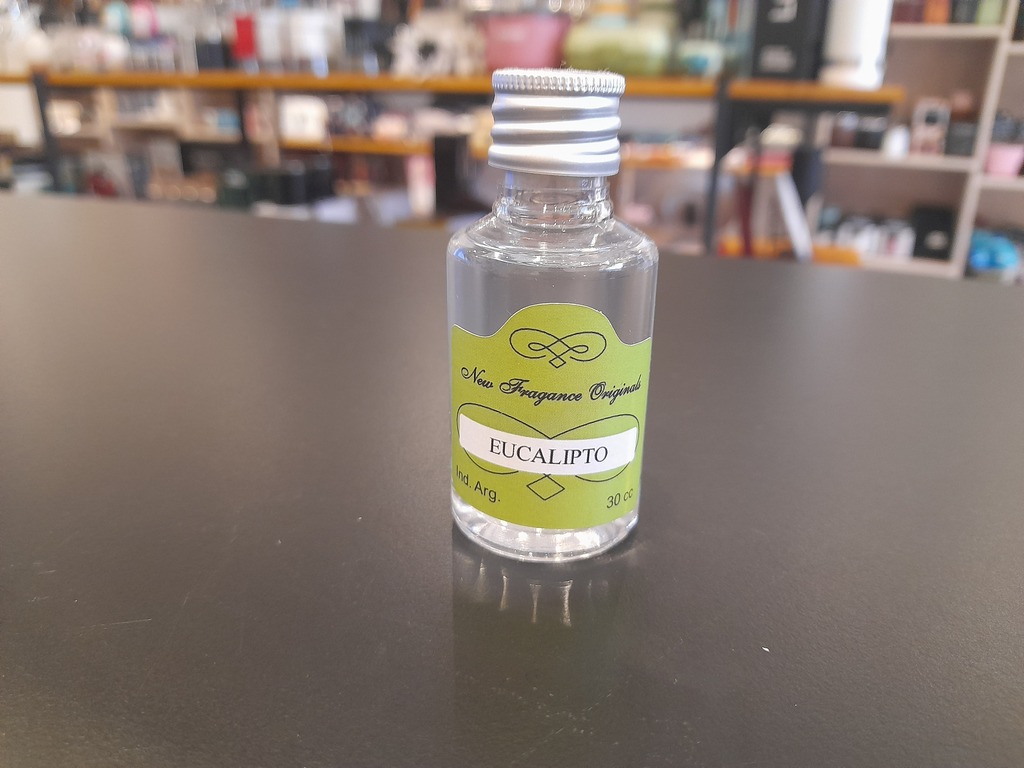 New Fragance Originals
EUCALIPTO
Ind. Arg.
30 cc